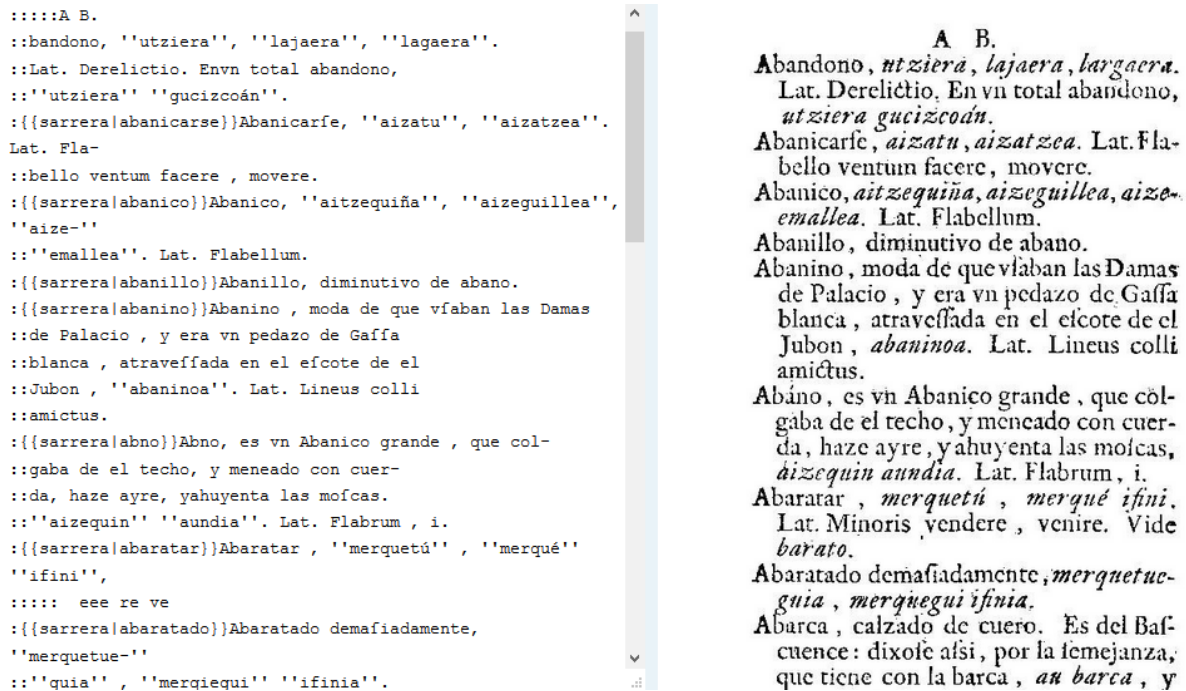 :::::A B.
::bandono, ''utziera'', ''lajaera'', ''lagaera''.
::Lat. Derelictio. Envn total abandono,
::''utziera'' ''gucizcoán''.
:{{sarrera|abanicarse}}Abanicarſe, ''aizatu'', ''aizatzea''.
Lat. Fla-
::bello ventum facere , movere.
:{{sarrera|abanico}}Abanico, ''aitzequiña'', ''aizeguillea'',
''aize-''
::''emallea''. Lat. Flabellum.
:{{sarrera|abanillo}}Abanillo, diminutivo de abano.
:{{sarrera|abanino}}Abanino , moda de que vſaban las Damas
::de Palacio , y era vn pedazo de Gaſſa
::blanca , atraveſſada en el eſcote de el
::Jubon , ''abaninoa''. Lat. Lineus colli
::amictus.
:{{sarrera|abno}}Abno, es vn Abanico grande , que col-
::gaba de el techo, y meneado con cuer-
::da, haze ayre, yahuyenta las moſcas.
::''aizequin'' ''aundia''. Lat. Flabrum , i.
:{{sarrera|abaratar}}Abaratar , ''merquetú'' , ''merqué''
''ifini'',
:::::  eee re ve
:{{sarrera|abaratado}}Abaratado demaſiadamente,
''merquetue-''
::''guia'' , ''mergiegui'' ''ifinia''.
A B.
Abandono, utziera, lajaera, largaera.
Lat. Derelictio. En vn total abandono,
utziera gucizcoán.
Abanicarſe, aizatu, aizatzea. Lat. Fla-
bello ventum facere, movere.
Abanico, aitzequiña, aizeguillea, aize-
emallea. Lat. Flabellum.
Abanillo, diminutivo de abano.
Abanino, moda de que vſaban las Damas
de Palacio, y era vn pedazo de Gaſſa
blanca, atraveſſada en el eſcote de el
Jubon, abaninoa. Lat. Lineus colli
amictus.
Abáno, es vn Abanico grande, que col-
gaba de el techo, y meneado con cuer-
da, haze ayre, y ahuyenta las moſcas,
aizequin aundia. Lat. Flabrum, i.
Abaratar, merquetú, merqué ifini.
Lat. Minoris vendere, venire. Vide
barato.
Abaratado demaſiadamente, merquetue-
guia, merquegui ifinia.
Abarca, calzado de cuero. Es del Baſ-
cuence: dixoſe aſsi, por la ſemejanza,
que tiene con la barca, au barca, y